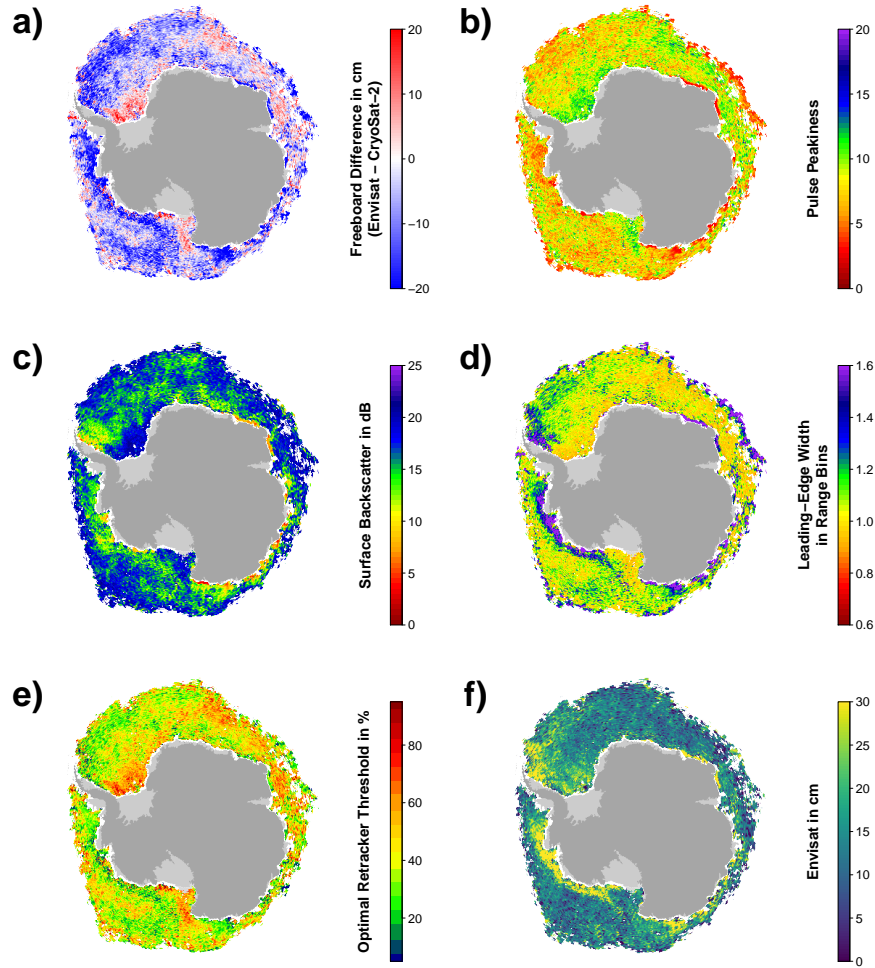 a)
20
10
0
−10
−20
Freeboard Difference in cm
(Envisat − CryoSat−2)
b)
20
15
10
5
0
Pulse Peakiness
c)
25
20
15
10
5
0
Surface Backscatter in dB
d)
1.6
1.4
1.2
1.0
0.8
0.6
Leading−Edge Width
in Range Bins
e)
80
60
40
20
Optimal Retracker Threshold in %
f)
30
25
20
15
10
5
0
Envisat in cm